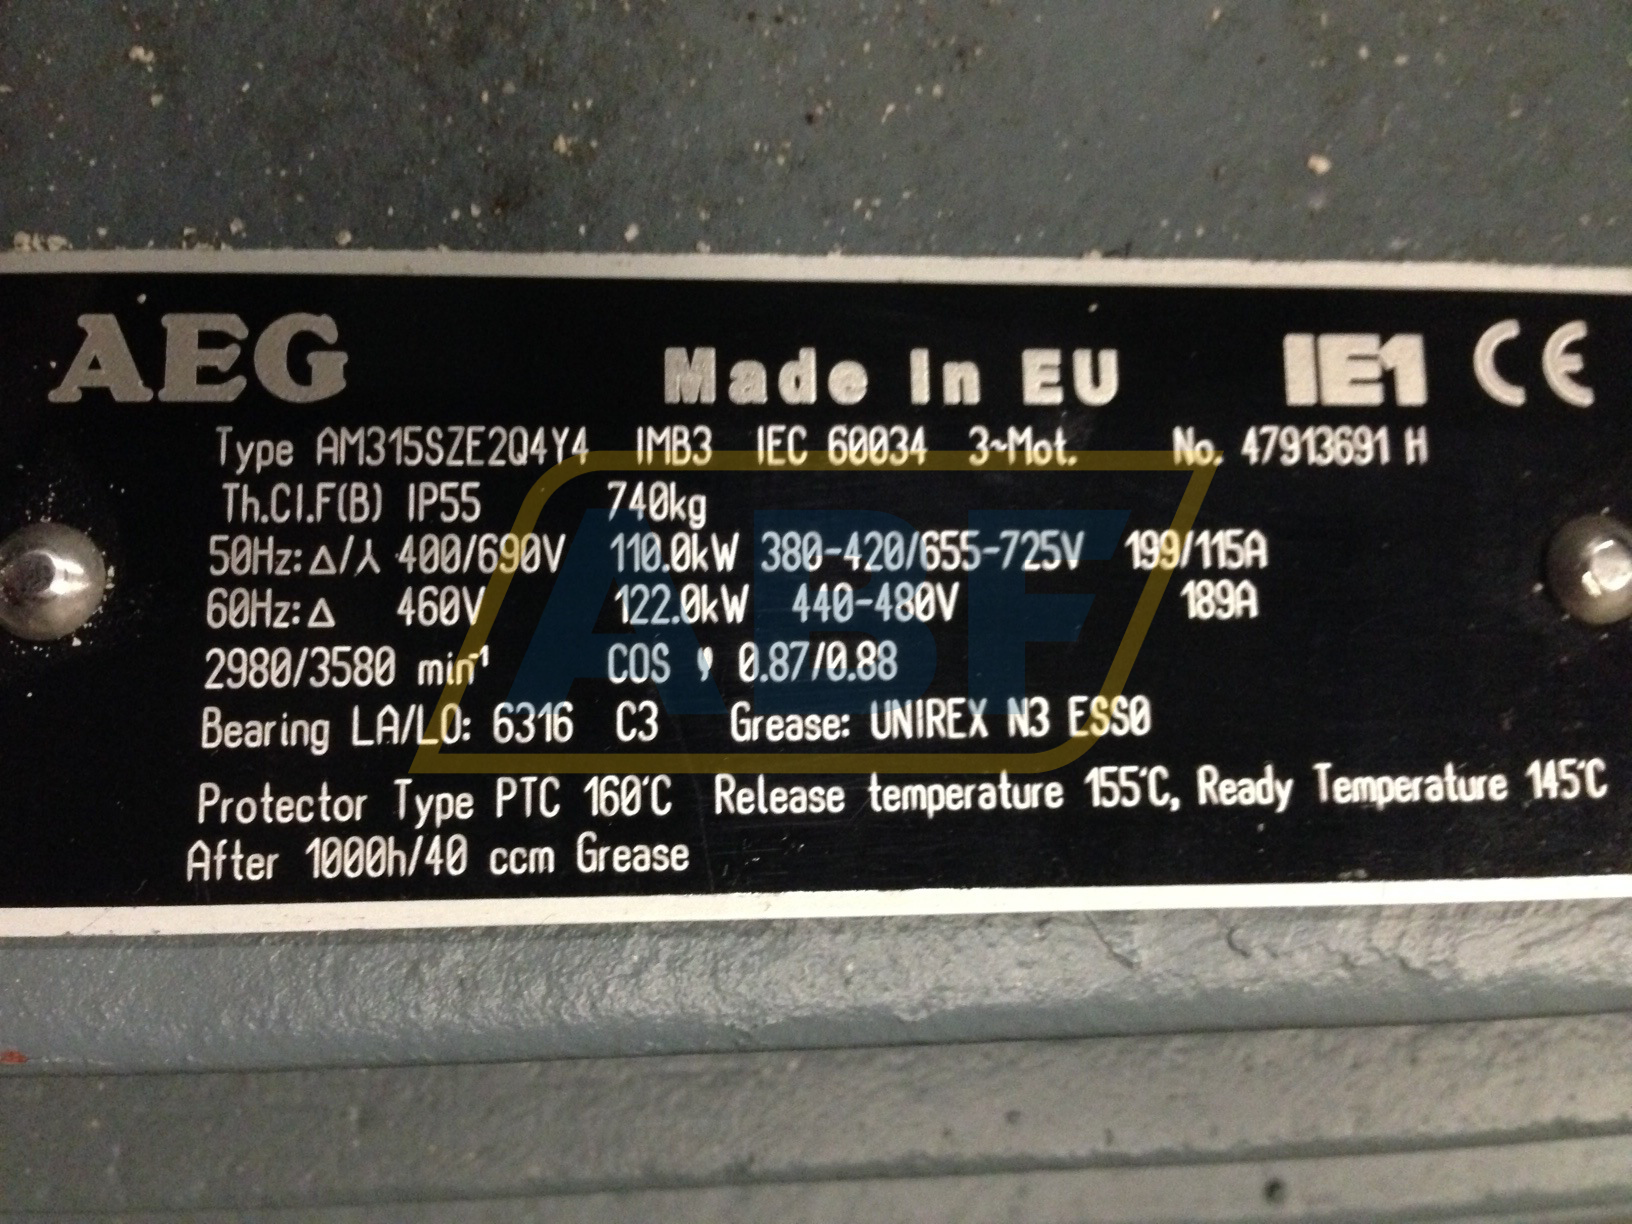 AEG Made In EU IE1 CE
Type AM315SZE2Q4Y4 IMB3 IEC 60034 3~Mot. No. 47913691 H
Th.Cl.F(B) IP55 740kg
50Hz: △/⅄ 400/690V 110.0kW 380-420/655-725V 199/115A
60Hz: △ 460V 122.0kW 440-480V 189A
2980/3580 min⁻¹ COS φ 0.87/0.88
Bearing LA/LO: 6316 C3 Grease: UNIREX N3 ESSO
Protector Type PTC 160°C Release temperature 155°C, Ready Temperature 145°C
After 1000h/40 ccm Grease
ABF